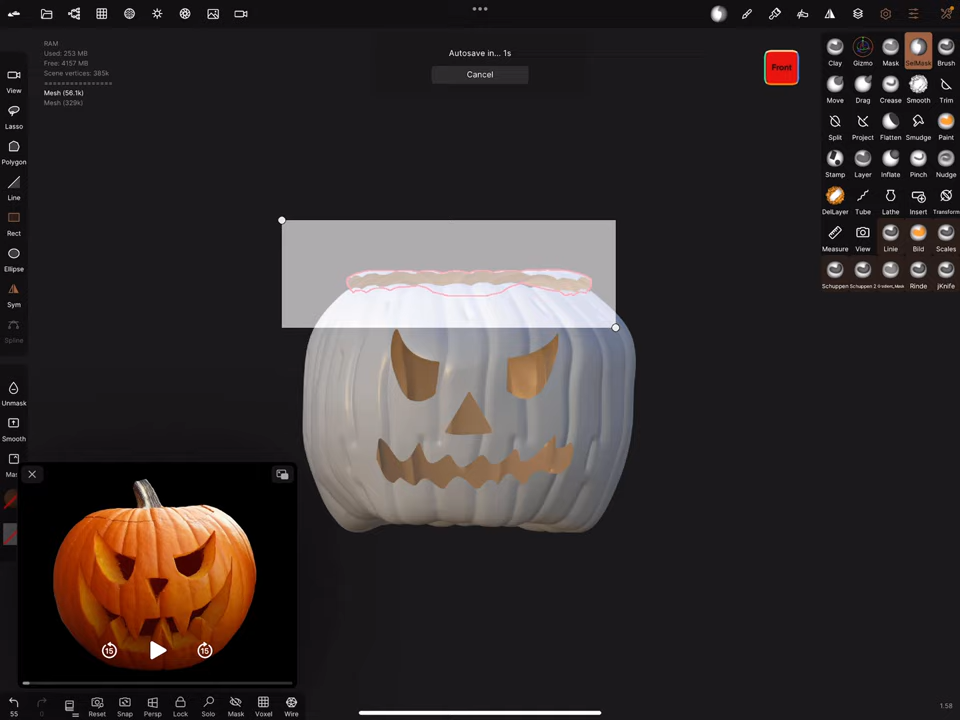 RAM
Used: 253 MB
Free: 4157 MB
Scene vertices: 385k
================
Mesh (56.1k)
Mesh (329k)
Autosave in... 1s
Cancel
Front
View
Lasso
Polygon
Line
Rect
Ellipse
Sym
Spline
Unmask
Smooth
Mas
Clay Gizmo Mask SelMask Brush
Move Drag Crease Smooth Trim
Split Project Flatten Smudge Paint
Stamp Layer Inflate Pinch Nudge
DelLayer Tube Lathe Insert Transform
Measure View Linie Bild Scales
Schuppen Schuppen 2 Rinde jKnife
15 15
55 0 Reset Snap Persp Lock Solo Mask Voxel Wire
1.58